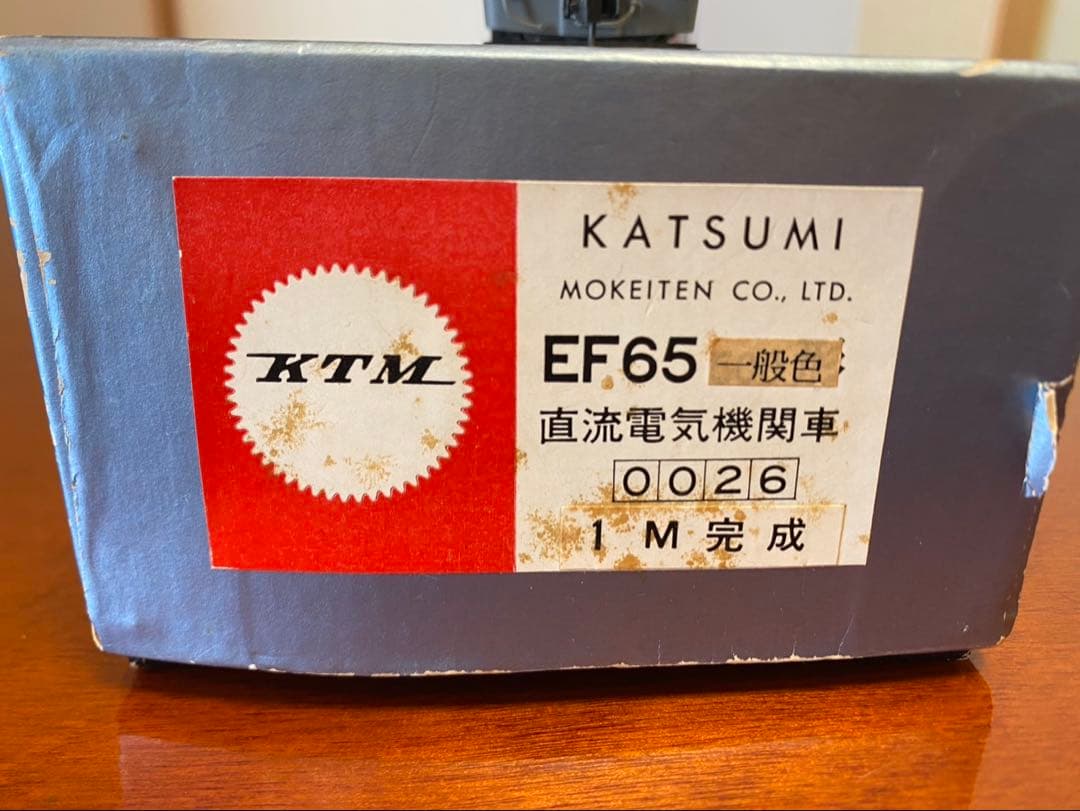 KTM
KATSUMI
MOKEITEN CO., LTD.
EF65 一般色
直流電気機関車
0026
1 M 完成